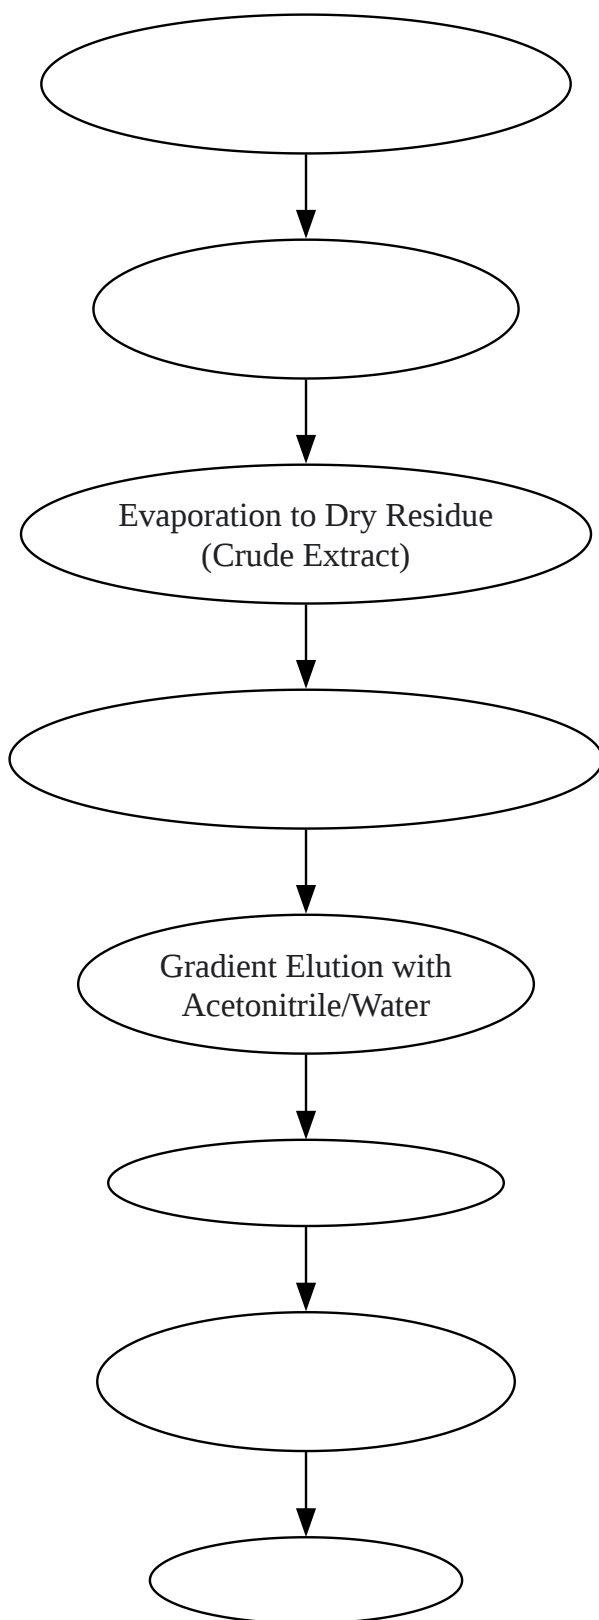 Evaporation to Dry Residue
(Crude Extract)
Gradient Elution with
Acetonitrile/Water